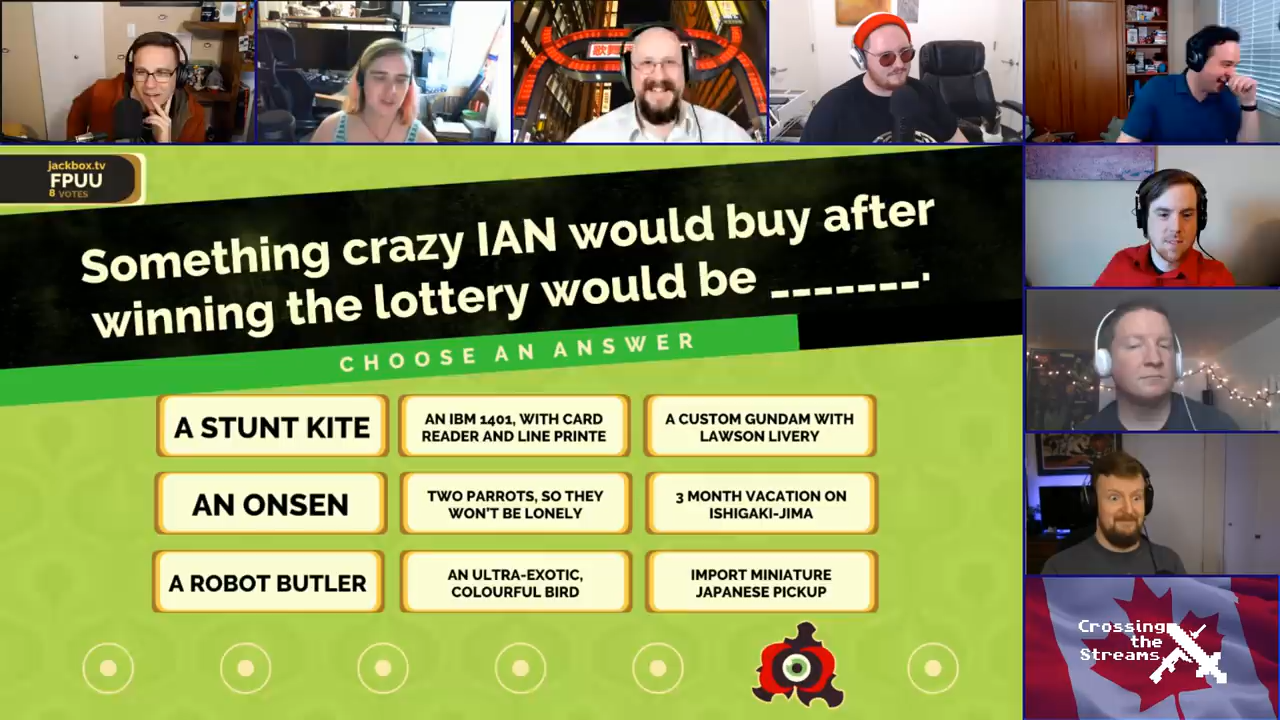 歌舞
jackbox.tv
FPUU
8 VOTES
Something crazy IAN would buy after
winning the lottery would be _______.
CHOOSE AN ANSWER
A STUNT KITE
AN IBM 1401, WITH CARD
READER AND LINE PRINTE
A CUSTOM GUNDAM WITH
LAWSON LIVERY
AN ONSEN
TWO PARROTS, SO THEY
WON'T BE LONELY
3 MONTH VACATION ON
ISHIGAKI-JIMA
A ROBOT BUTLER
AN ULTRA-EXOTIC,
COLOURFUL BIRD
IMPORT MINIATURE
JAPANESE PICKUP
Crossing
the
Streams